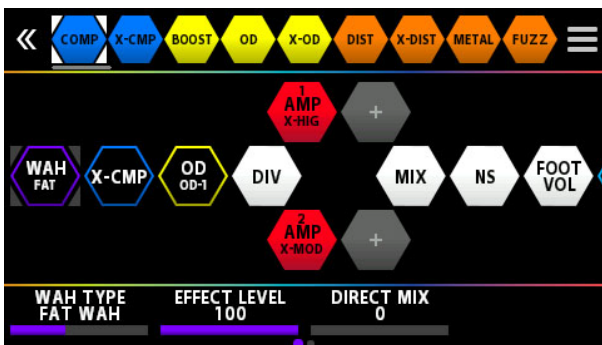 COMP X-CMP BOOST OD X-OD DIST X-DIST METAL FUZZ
1
AMP
X-HIG
+
WAH
FAT
X-CMP
OD
OD-1
DIV
MIX
NS
FOOT
VOL
2
AMP
X-MOD
+
WAH TYPE
FAT WAH
EFFECT LEVEL
100
DIRECT MIX
0